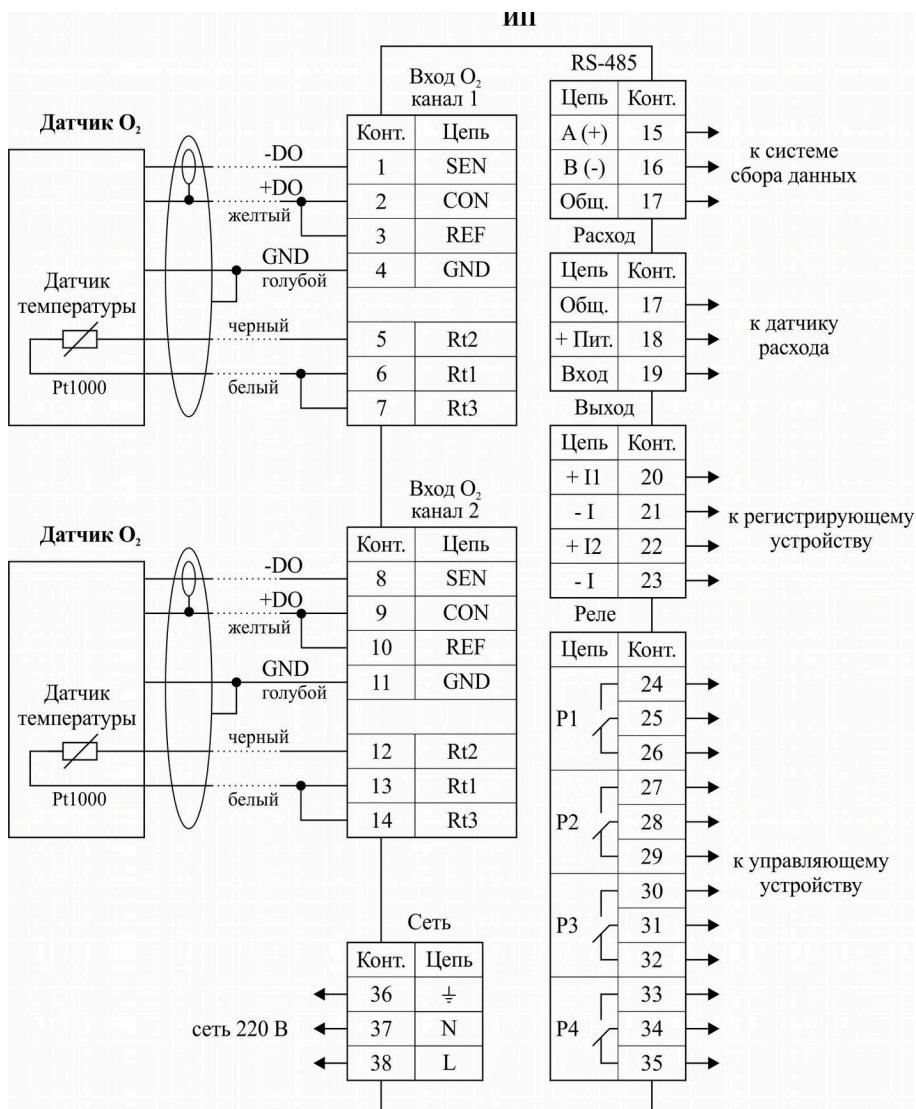 ИП
RS-485
Вход O₂
канал 1
Цепь Конт.
A (+) 15
B (-) 16
Общ. 17
к системе
сбора данных
Датчик O₂
Конт. Цепь
-DO 1 SEN
+DO 2 CON
желтый
3 REF
GND 4 GND
голубой
Датчик
температуры
черный 5 Rt2
6 Rt1
белый
Pt1000
7 Rt3
Расход
Цепь Конт.
Общ. 17
+ Пит. 18
Вход 19
к датчику
расхода
Выход
Цепь Конт.
+ I1 20
- I 21
+ I2 22
- I 23
к регистрирующему
устройству
Вход O₂
канал 2
Датчик O₂
Конт. Цепь
-DO 8 SEN
+DO 9 CON
желтый
10 REF
GND 11 GND
голубой
Датчик
температуры
черный
12 Rt2
13 Rt1
белый
Pt1000
14 Rt3
Реле
Цепь Конт.
24
P1 25
26
27
P2 28
29
30
P3 31
32
33
P4 34
35
к управляющему
устройству
Сеть
Конт. Цепь
36 ⏚
сеть 220 В 37 N
38 L